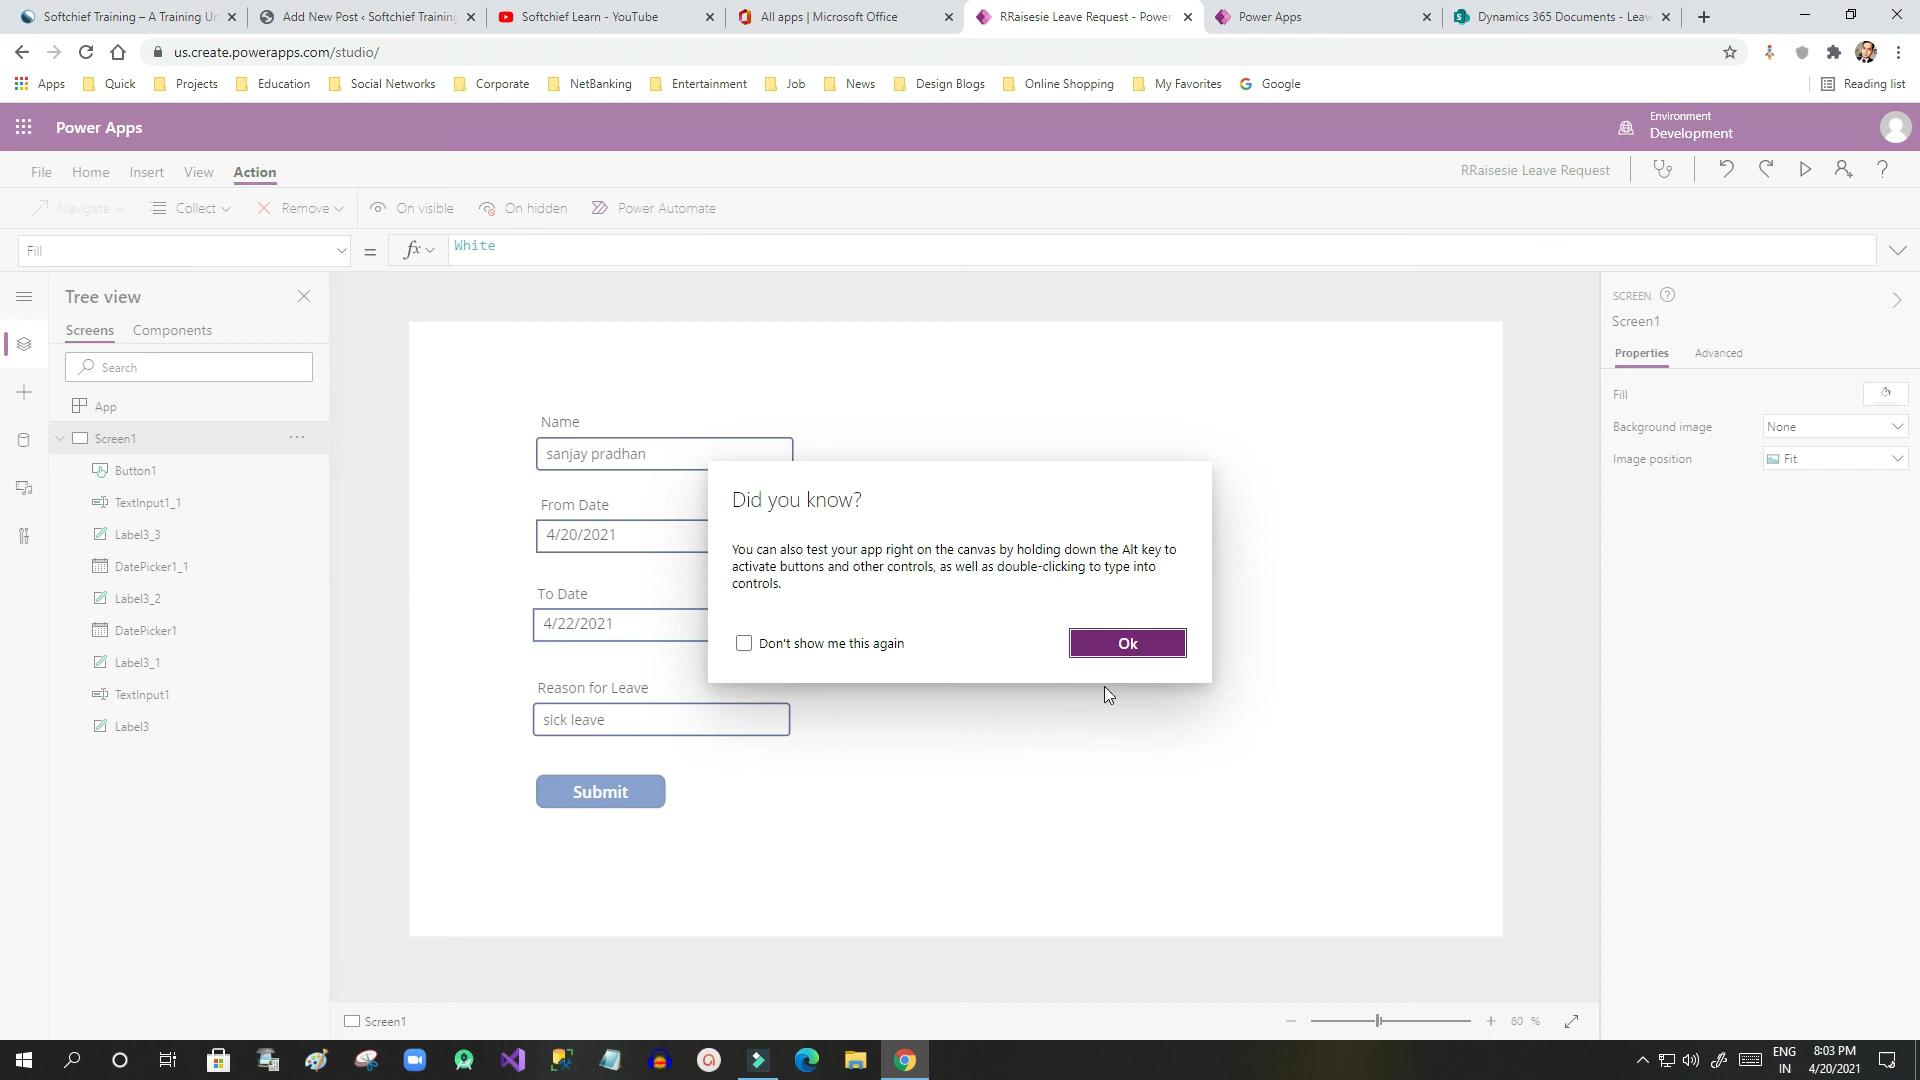 Softchief Training – A Training Un
Add New Post ‹ Softchief Training
Softchief Learn - YouTube
All apps | Microsoft Office
RRaisesie Leave Request - Power
Power Apps
Dynamics 365 Documents - Leav
us.create.powerapps.com/studio/
Apps
Quick
Projects
Education
Social Networks
Corporate
NetBanking
Entertainment
Job
News
Design Blogs
Online Shopping
My Favorites
Google
Reading list
Power Apps
Environment
Development
File
Home
Insert
View
Action
RRaisesie Leave Request
Navigate
Collect
Remove
On visible
On hidden
Power Automate
Fill
=
fx
White
Tree view
Screens
Components
Search
App
Screen1
Button1
TextInput1_1
Label3_3
DatePicker1_1
Label3_2
DatePicker1
Label3_1
TextInput1
Label3
Name
sanjay pradhan
From Date
4/20/2021
To Date
4/22/2021
Reason for Leave
sick leave
Submit
Did you know?
You can also test your app right on the canvas by holding down the Alt key to
activate buttons and other controls, as well as double-clicking to type into
controls.
Don't show me this again
Ok
SCREEN
Screen1
Properties
Advanced
Fill
Background image
None
Image position
Fit
Screen1
80 %
ENG
IN
8:03 PM
4/20/2021